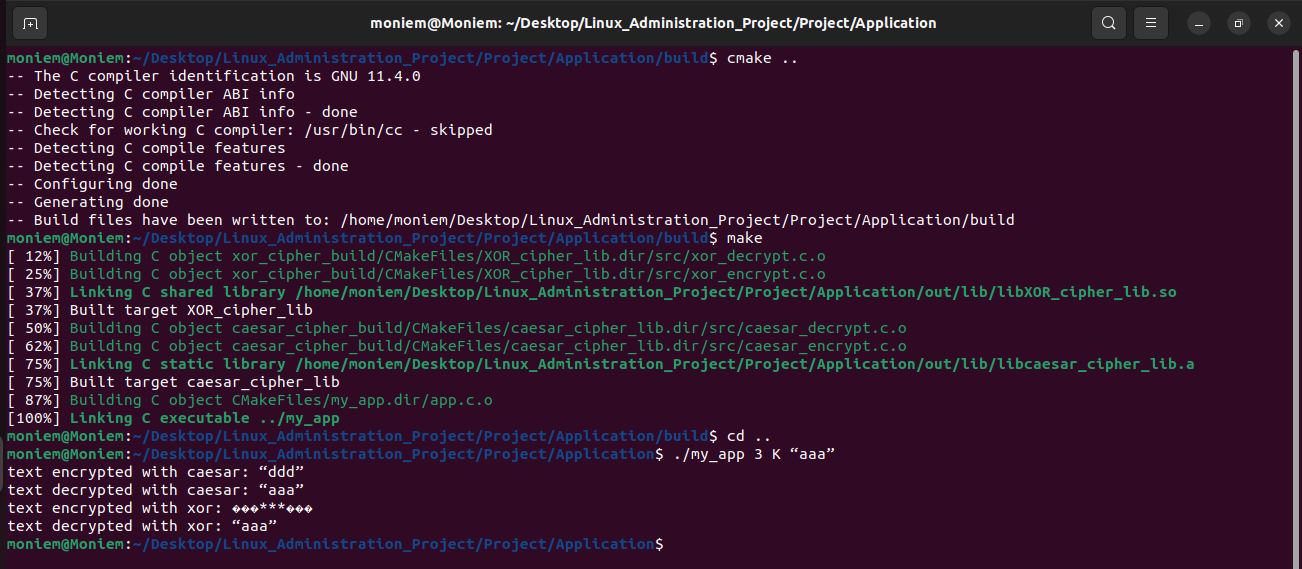 moniem@Moniem: ~/Desktop/Linux_Administration_Project/Project/Application
moniem@Moniem:~/Desktop/Linux_Administration_Project/Project/Application/build$ cmake ..
-- The C compiler identification is GNU 11.4.0
-- Detecting C compiler ABI info
-- Detecting C compiler ABI info - done
-- Check for working C compiler: /usr/bin/cc - skipped
-- Detecting C compile features
-- Detecting C compile features - done
-- Configuring done
-- Generating done
-- Build files have been written to: /home/moniem/Desktop/Linux_Administration_Project/Project/Application/build
moniem@Moniem:~/Desktop/Linux_Administration_Project/Project/Application/build$ make
[ 12%] Building C object xor_cipher_build/CMakeFiles/XOR_cipher_lib.dir/src/xor_decrypt.c.o
[ 25%] Building C object xor_cipher_build/CMakeFiles/XOR_cipher_lib.dir/src/xor_encrypt.c.o
[ 37%] Linking C shared library /home/moniem/Desktop/Linux_Administration_Project/Project/Application/out/lib/libXOR_cipher_lib.so
[ 37%] Built target XOR_cipher_lib
[ 50%] Building C object caesar_cipher_build/CMakeFiles/caesar_cipher_lib.dir/src/caesar_decrypt.c.o
[ 62%] Building C object caesar_cipher_build/CMakeFiles/caesar_cipher_lib.dir/src/caesar_encrypt.c.o
[ 75%] Linking C static library /home/moniem/Desktop/Linux_Administration_Project/Project/Application/out/lib/libcaesar_cipher_lib.a
[ 75%] Built target caesar_cipher_lib
[ 87%] Building C object CMakeFiles/my_app.dir/app.c.o
[100%] Linking C executable ../my_app
moniem@Moniem:~/Desktop/Linux_Administration_Project/Project/Application/build$ cd ..
moniem@Moniem:~/Desktop/Linux_Administration_Project/Project/Application$ ./my_app 3 K “aaa”
text encrypted with caesar: “ddd”
text decrypted with caesar: “aaa”
text encrypted with xor: ���***���
text decrypted with xor: “aaa”
moniem@Moniem:~/Desktop/Linux_Administration_Project/Project/Application$